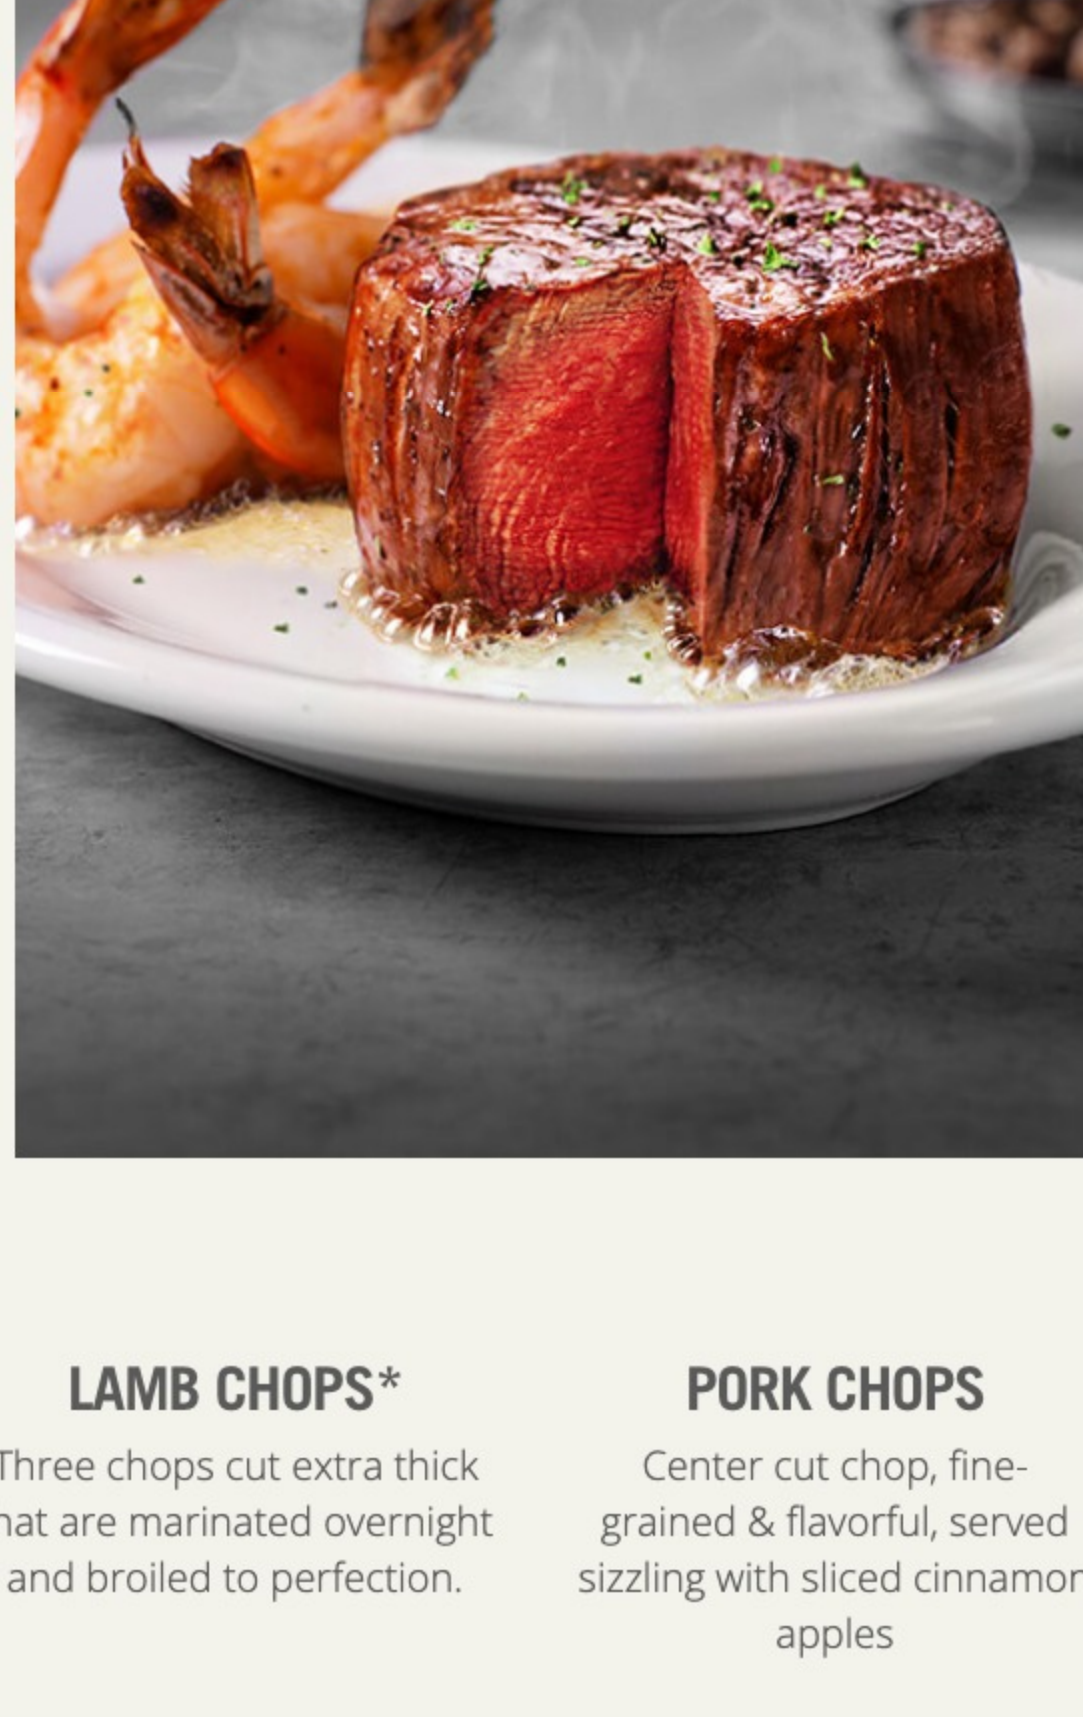 LAMB CHOPS*
Three chops cut extra thick
hat are marinated overnight
and broiled to perfection.
PORK CHOPS
Center cut chop, fine-
grained & flavorful, served
sizzling with sliced cinnamon
apples